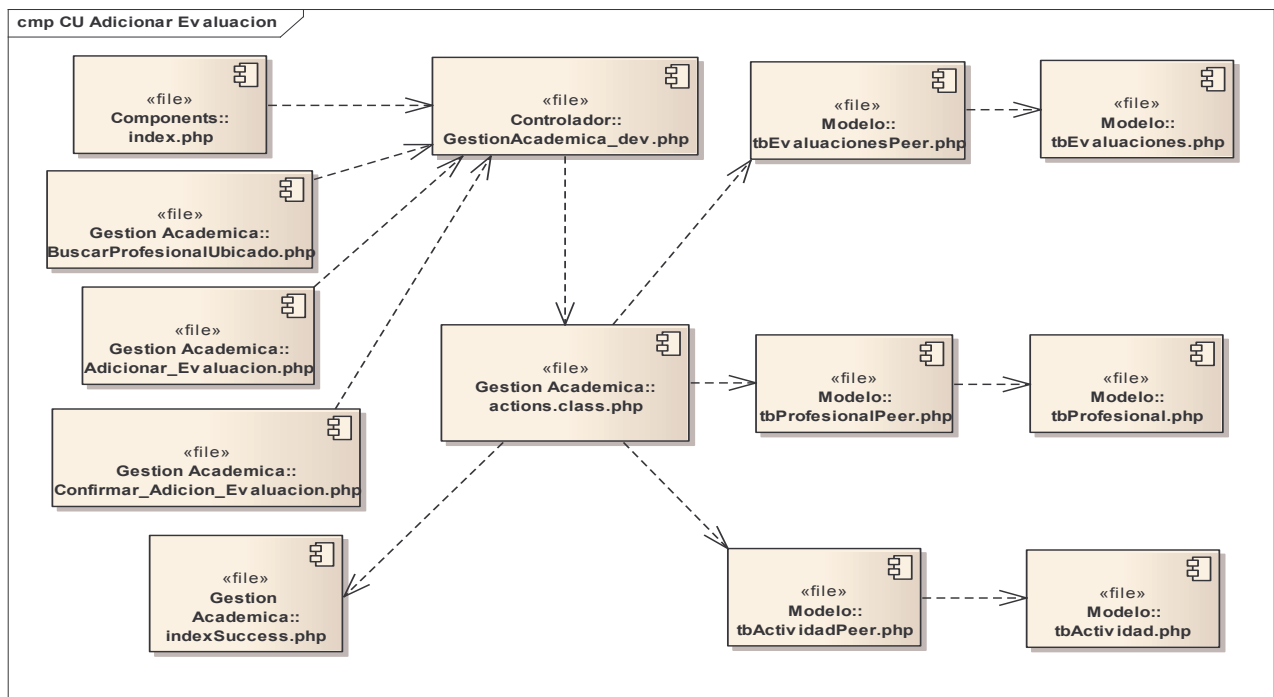 cmp CU Adicionar Evaluacion
«file»
Components::
index.php
«file»
Controlador::
GestionAcademica_dev.php
«file»
Modelo::
tbEvaluacionesPeer.php
«file»
Modelo::
tbEvaluaciones.php
«file»
Gestion Academica::
BuscarProfesionalUbicado.php
«file»
Gestion Academica::
Adicionar_Evaluacion.php
«file»
Gestion Academica::
actions.class.php
«file»
Modelo::
tbProfesionalPeer.php
«file»
Modelo::
tbProfesional.php
«file»
Gestion Academica::
Confirmar_Adicion_Evaluacion.php
«file»
Gestion
Academica::
indexSuccess.php
«file»
Modelo::
tbActividadPeer.php
«file»
Modelo::
tbActividad.php